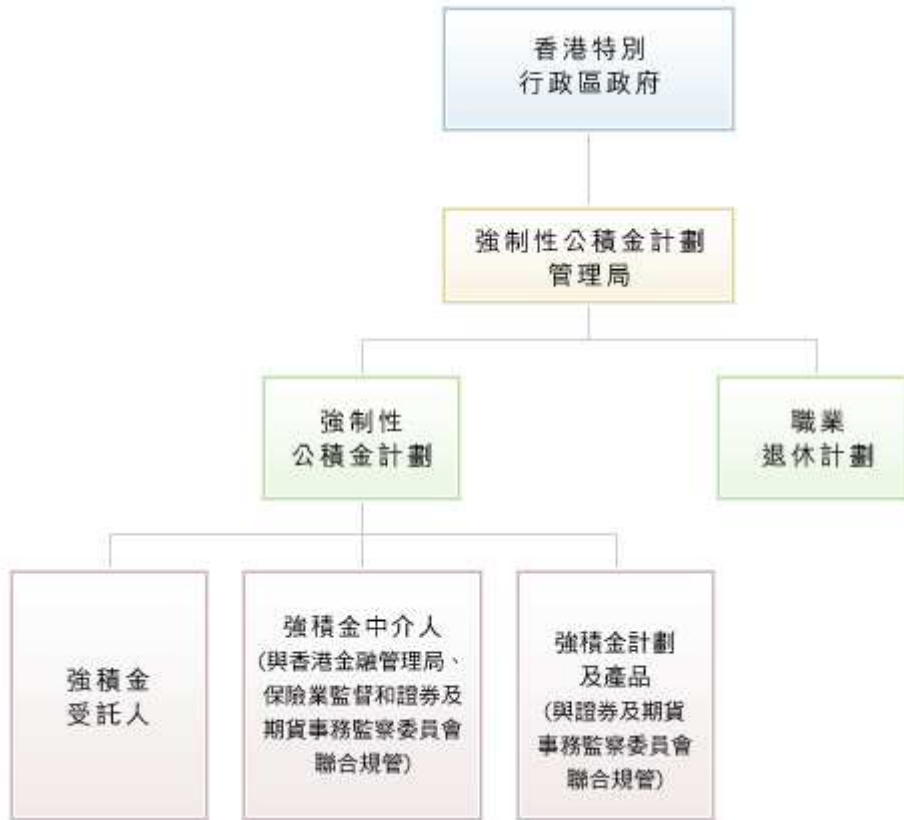 香港特別
行政區政府
強制性公積金計劃
管理局
強制性
公積金計劃
職業
退休計劃
強積金
受託人
強積金中介人
(與香港金融管理局、
保險業監督和證券及
期貨事務監察委員會
聯合規管)
強積金計劃
及產品
(與證券及期貨
事務監察委員會
聯合規管)